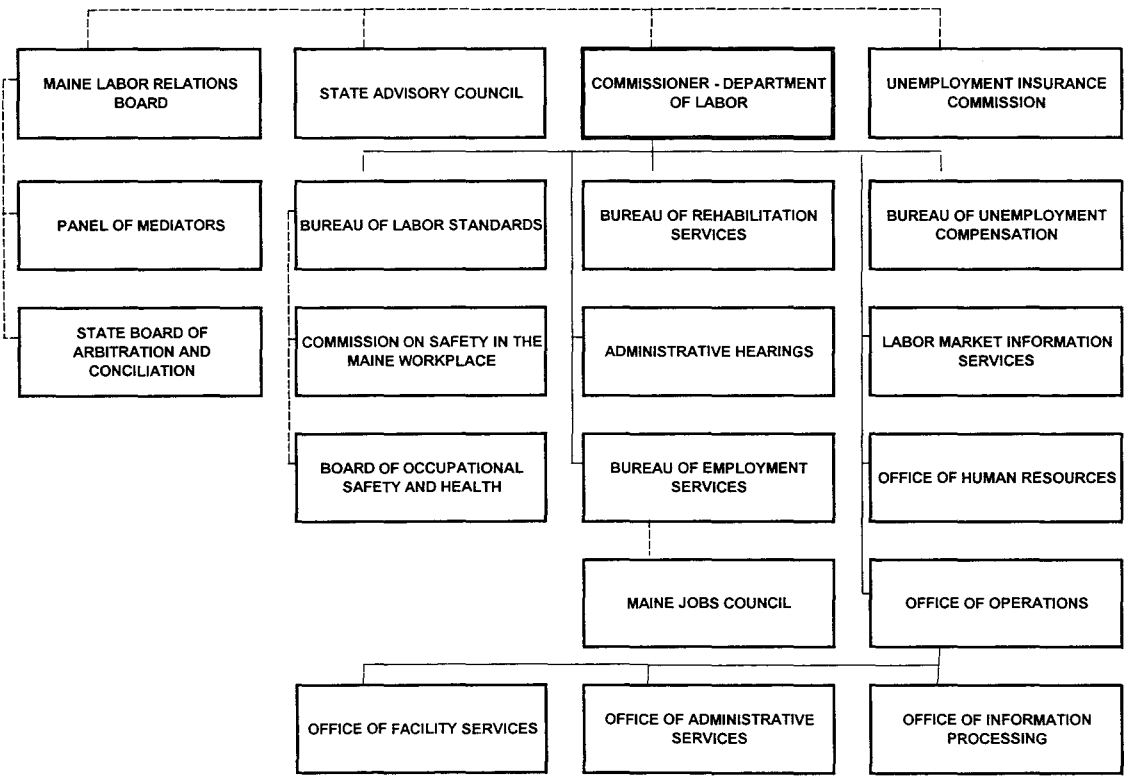 MAINE LABOR RELATIONS
BOARD
STATE ADVISORY COUNCIL
COMMISSIONER - DEPARTMENT
OF LABOR
UNEMPLOYMENT INSURANCE
COMMISSION
PANEL OF MEDIATORS
BUREAU OF LABOR STANDARDS
BUREAU OF REHABILITATION
SERVICES
BUREAU OF UNEMPLOYMENT
COMPENSATION
STATE BOARD OF
ARBITRATION AND
CONCILIATION
COMMISSION ON SAFETY IN THE
MAINE WORKPLACE
ADMINISTRATIVE HEARINGS
LABOR MARKET INFORMATION
SERVICES
BOARD OF OCCUPATIONAL
SAFETY AND HEALTH
BUREAU OF EMPLOYMENT
SERVICES
OFFICE OF HUMAN RESOURCES
MAINE JOBS COUNCIL
OFFICE OF OPERATIONS
OFFICE OF FACILITY SERVICES
OFFICE OF ADMINISTRATIVE
SERVICES
OFFICE OF INFORMATION
PROCESSING